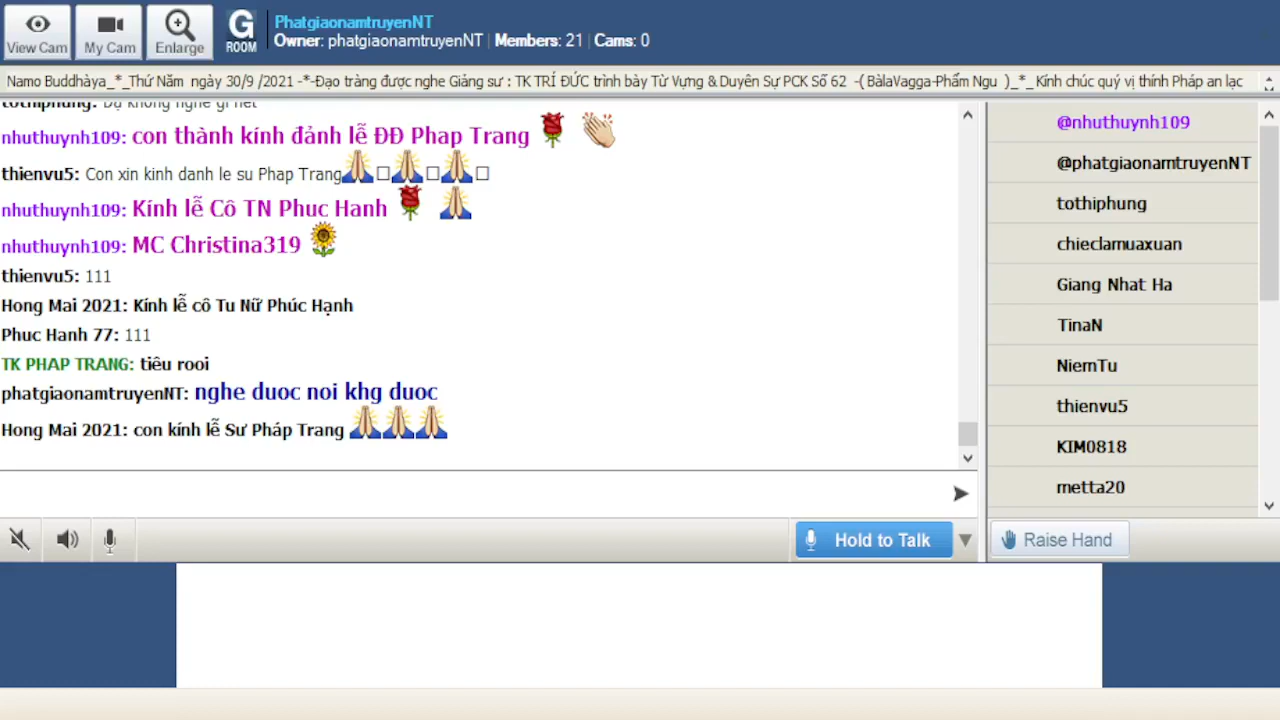 View Cam
My Cam
Enlarge
G
ROOM
PhatgiaonamtruyenNT
Owner: phatgiaonamtruyenNT | Members: 21 | Cams: 0
Namo Buddhàya_*_Thứ Năm ngày 30/9 /2021 -*-Đạo tràng được nghe Giảng sư : TK TRÍ ĐỨC trình bày Từ Vựng & Duyên Sự PCK Số 62 -( BàlaVagga-Phẩm Ngu )_*_ Kính chúc quý vị thính Pháp an lạc
tothiphung: Dạ không nghe gì hết
nhuthuynh109: con thành kính đảnh lễ ĐĐ Phap Trang
thienvu5: Con xin kinh danh le su Phap Trang
nhuthuynh109: Kính lễ Cô TN Phuc Hanh
nhuthuynh109: MC Christina319
thienvu5: 111
Hong Mai 2021: Kính lễ cô Tu Nữ Phúc Hạnh
Phuc Hanh 77: 111
TK PHAP TRANG: tiêu rooi
phatgiaonamtruyenNT: nghe duoc noi khg duoc
Hong Mai 2021: con kính lễ Sư Pháp Trang
@nhuthuynh109
@phatgiaonamtruyenNT
tothiphung
chieclamuaxuan
Giang Nhat Ha
TinaN
NiemTu
thienvu5
KIM0818
metta20
Hold to Talk
Raise Hand